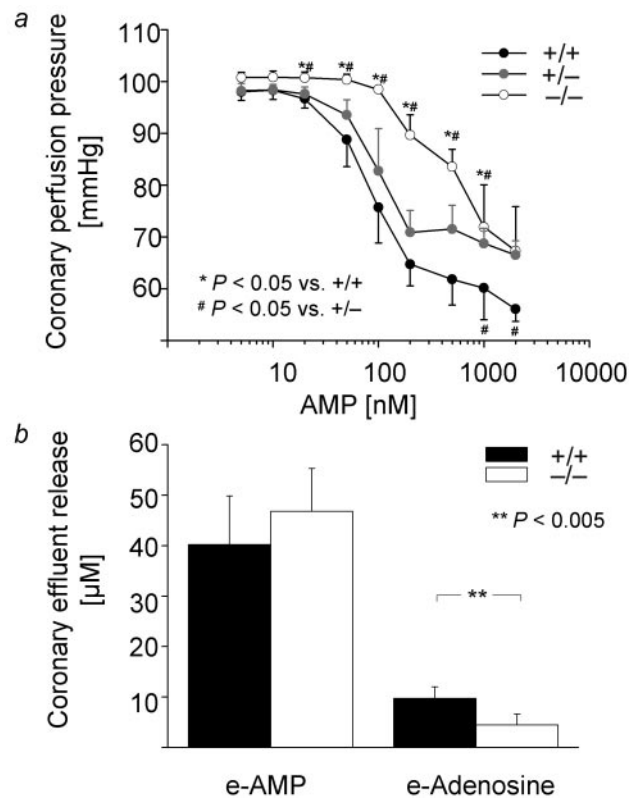 a
Coronary perfusion pressure
[mmHg]
110
100
90
80
70
60
+/+
+/−
−/−
*# *# *# *# *# *#
* P < 0.05 vs. +/+
# P < 0.05 vs. +/−
# #
10 100 1000 10000
AMP [nM]
b
Coronary effluent release
[µM]
60
50
40
30
20
10
+/+
−/−
** P < 0.005
**
e-AMP e-Adenosine